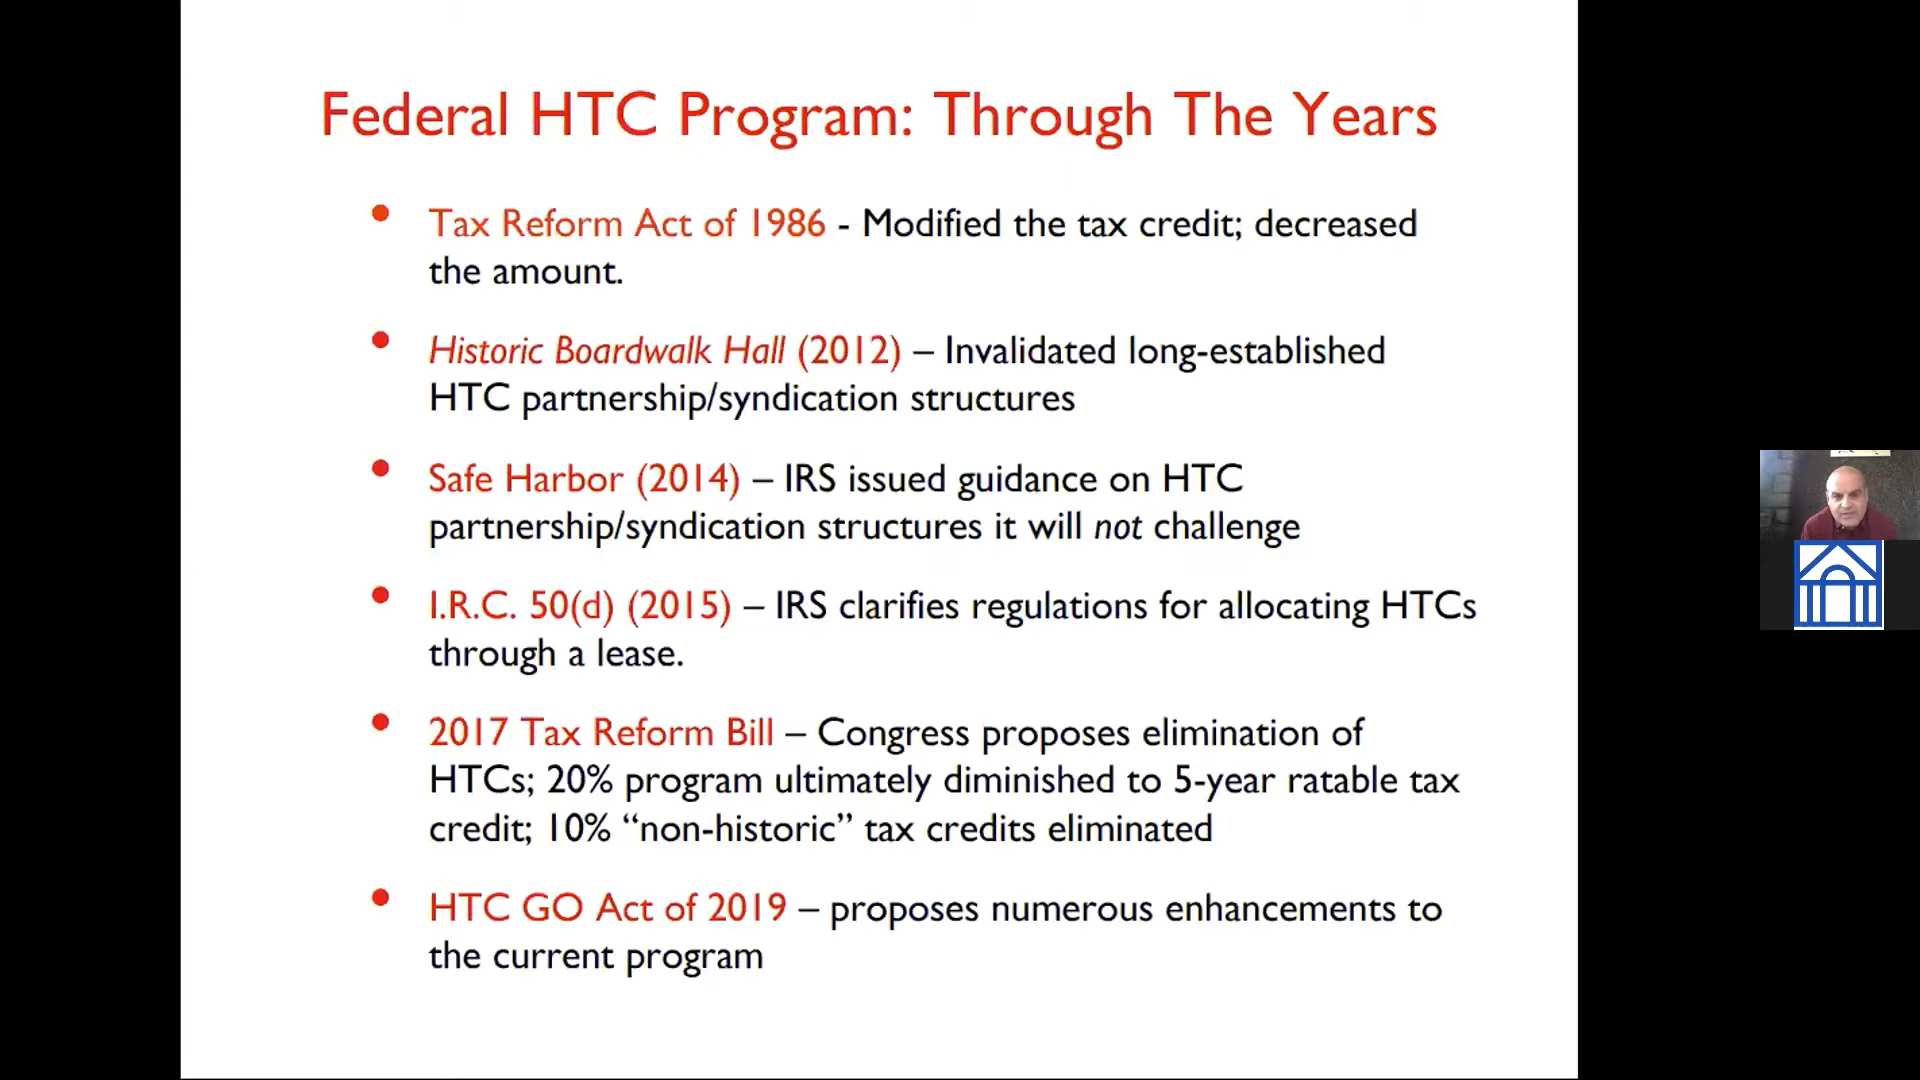 Federal HTC Program: Through The Years
• Tax Reform Act of 1986 - Modified the tax credit; decreased
the amount.
• Historic Boardwalk Hall (2012) – Invalidated long-established
HTC partnership/syndication structures
• Safe Harbor (2014) – IRS issued guidance on HTC
partnership/syndication structures it will not challenge
• I.R.C. 50(d) (2015) – IRS clarifies regulations for allocating HTCs
through a lease.
• 2017 Tax Reform Bill – Congress proposes elimination of
HTCs; 20% program ultimately diminished to 5-year ratable tax
credit; 10% “non-historic” tax credits eliminated
• HTC GO Act of 2019 – proposes numerous enhancements to
the current program